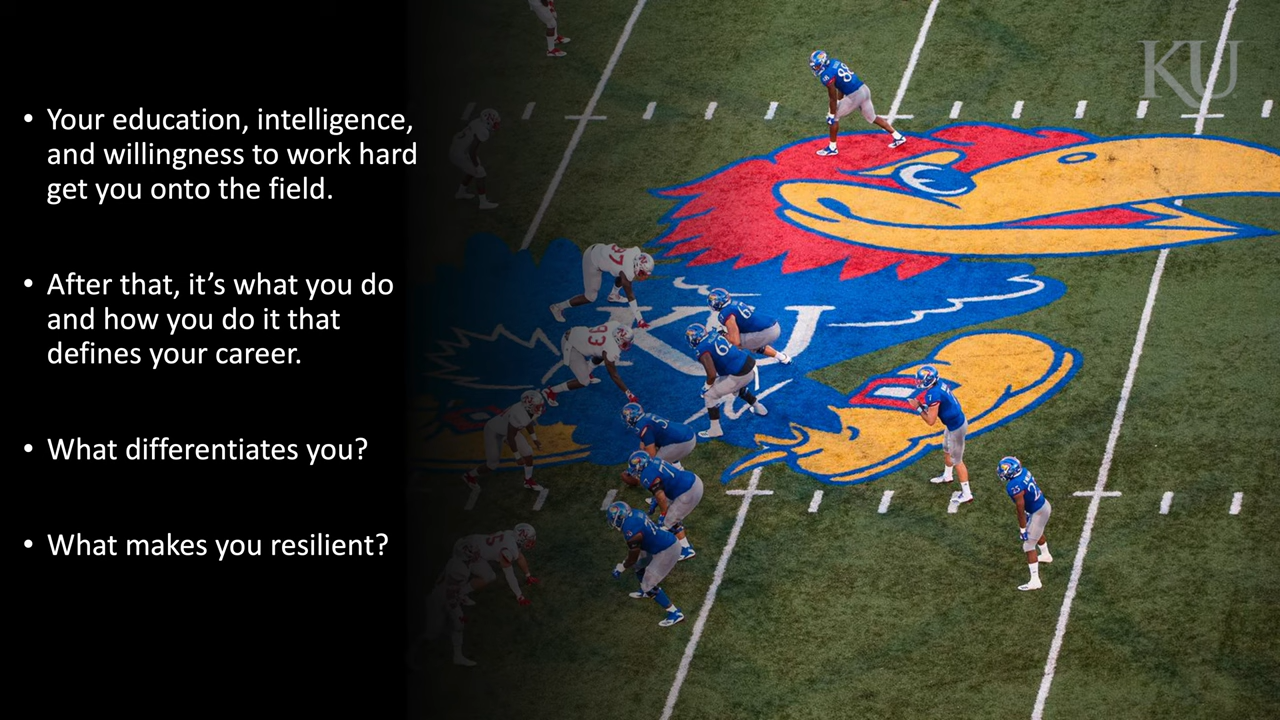 • Your education, intelligence,
and willingness to work hard
get you onto the field.
• After that, it’s what you do
and how you do it that
defines your career.
• What differentiates you?
• What makes you resilient?
KU
KU